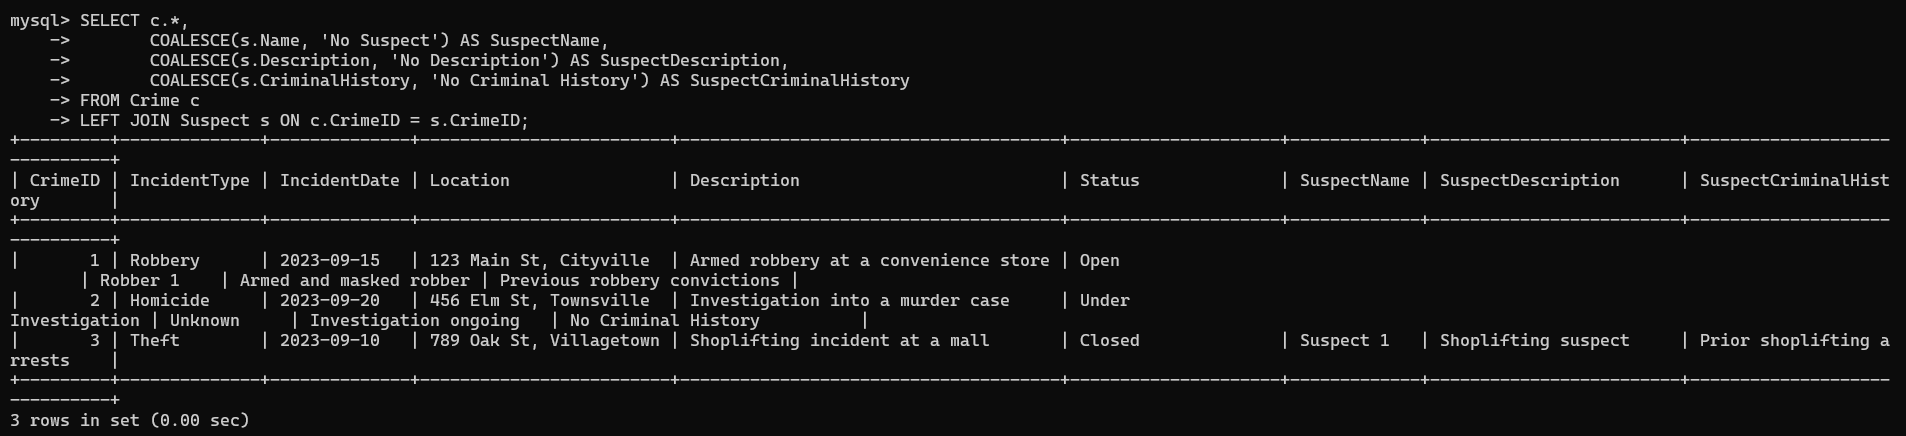 mysql> SELECT c.*,
    ->        COALESCE(s.Name, 'No Suspect') AS SuspectName,
    ->        COALESCE(s.Description, 'No Description') AS SuspectDescription,
    ->        COALESCE(s.CriminalHistory, 'No Criminal History') AS SuspectCriminalHistory
    -> FROM Crime c
    -> LEFT JOIN Suspect s ON c.CrimeID = s.CrimeID;
+---------+--------------+--------------+-------------------------+--------------------------------------+---------------------+-------------+-------------------------+--------------------
----------+
| CrimeID | IncidentType | IncidentDate | Location                | Description                          | Status              | SuspectName | SuspectDescription      | SuspectCriminalHist
ory       |
+---------+--------------+--------------+-------------------------+--------------------------------------+---------------------+-------------+-------------------------+--------------------
----------+
|       1 | Robbery      | 2023-09-15   | 123 Main St, Cityville  | Armed robbery at a convenience store | Open
       | Robber 1    | Armed and masked robber | Previous robbery convictions |
|       2 | Homicide     | 2023-09-20   | 456 Elm St, Townsville  | Investigation into a murder case     | Under
Investigation | Unknown     | Investigation ongoing   | No Criminal History          |
|       3 | Theft        | 2023-09-10   | 789 Oak St, Villagetown | Shoplifting incident at a mall       | Closed              | Suspect 1   | Shoplifting suspect     | Prior shoplifting a
rrests    |
+---------+--------------+--------------+-------------------------+--------------------------------------+---------------------+-------------+-------------------------+--------------------
----------+
3 rows in set (0.00 sec)